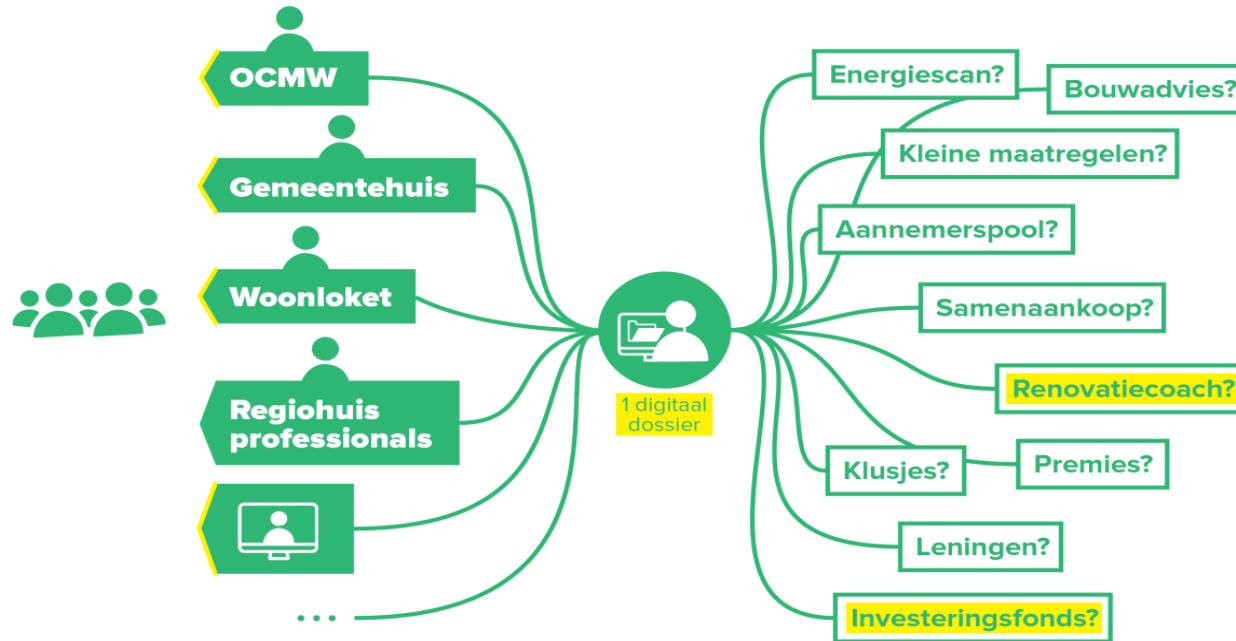 OCMW
Gemeentehuis
Woonloket
Regiohuis
professionals
...
1 digitaal
dossier
Energiescan?
Bouwadvies?
Kleine maatregelen?
Aannemerspool?
Samenaankoop?
Renovatiecoach?
Klusjes?
Premies?
Leningen?
Investeringsfonds?